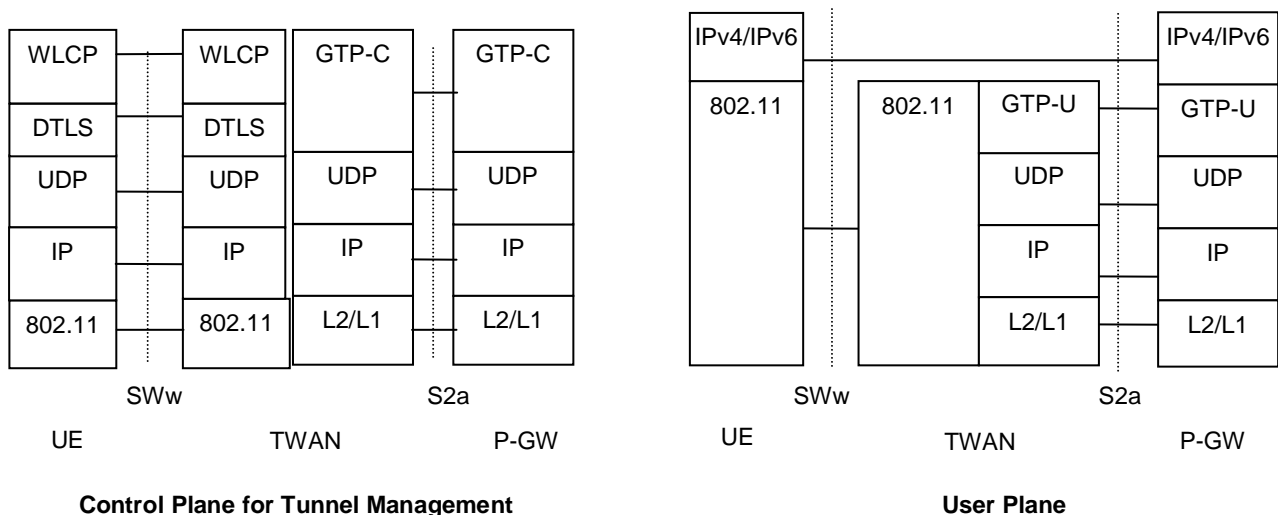 IPv4/IPv6 IPv4/IPv6
WLCP WLCP GTP-C GTP-C
802.11 802.11 GTP-U GTP-U
DTLS DTLS
UDP UDP UDP UDP UDP UDP
IP IP IP IP IP IP
802.11 802.11 L2/L1 L2/L1 L2/L1 L2/L1
SWw S2a SWw S2a
UE TWAN P-GW UE TWAN P-GW
Control Plane for Tunnel Management User Plane